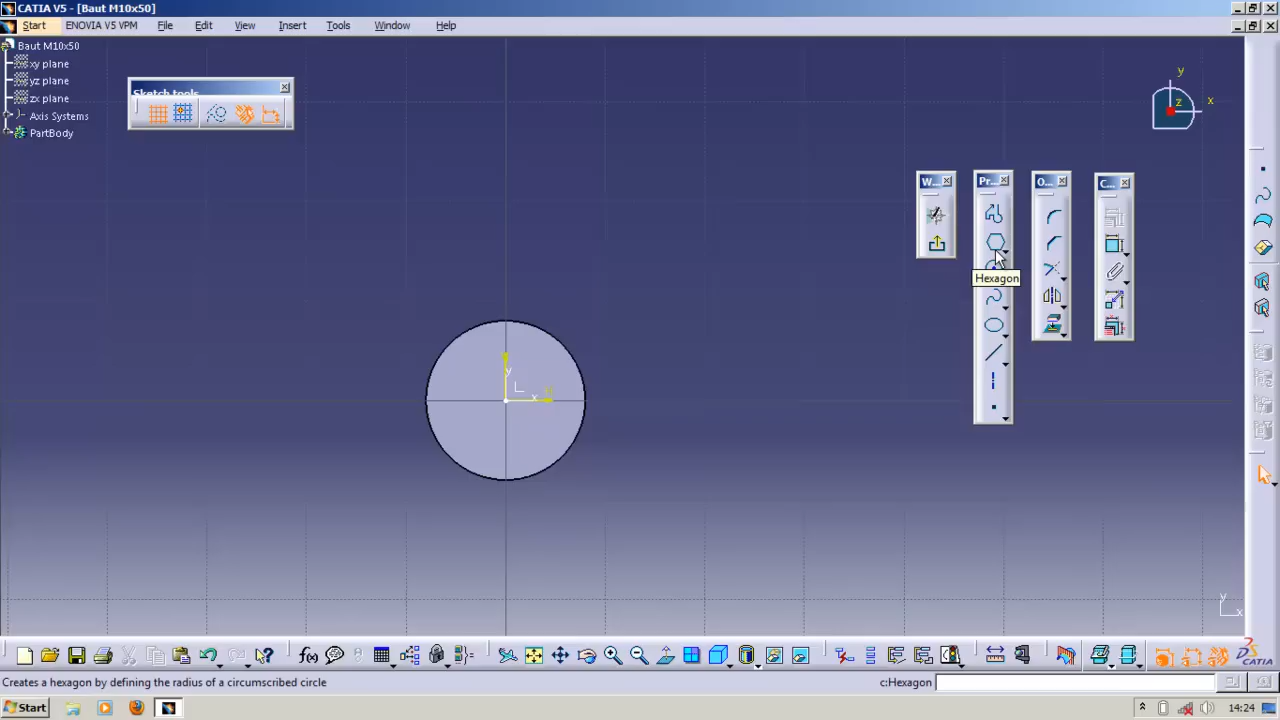 CATIA V5 - [Baut M10x50]
Start ENOVIA V5 VPM File Edit View Insert Tools Window Help
Baut M10x50
xy plane
yz plane
zx plane
Axis Systems
PartBody
Sketch tools
y
x
z
W...
Pr...
O...
C...
Hexagon
y
x
y
x
f(x)
CATIA
Creates a hexagon by defining the radius of a circumscribed circle
c:Hexagon
Start
14:24